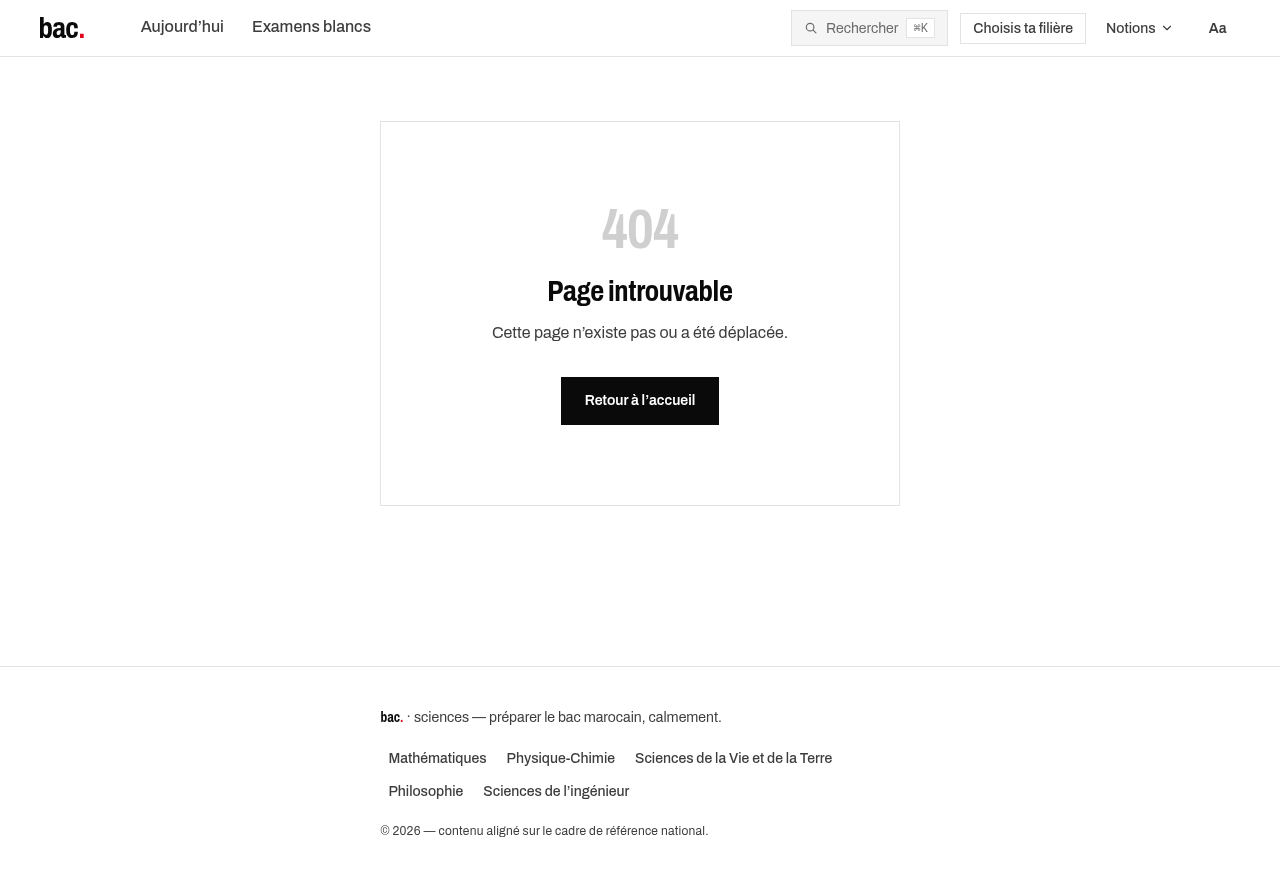 bac.
Aujourd’hui
Examens blancs
Rechercher ⌘K
Choisis ta filière
Notions
Aa
404
Page introuvable
Cette page n’existe pas ou a été déplacée.
Retour à l’accueil
bac. · sciences — préparer le bac marocain, calmement.
Mathématiques Physique-Chimie Sciences de la Vie et de la Terre
Philosophie Sciences de l’ingénieur
© 2026 — contenu aligné sur le cadre de référence national.